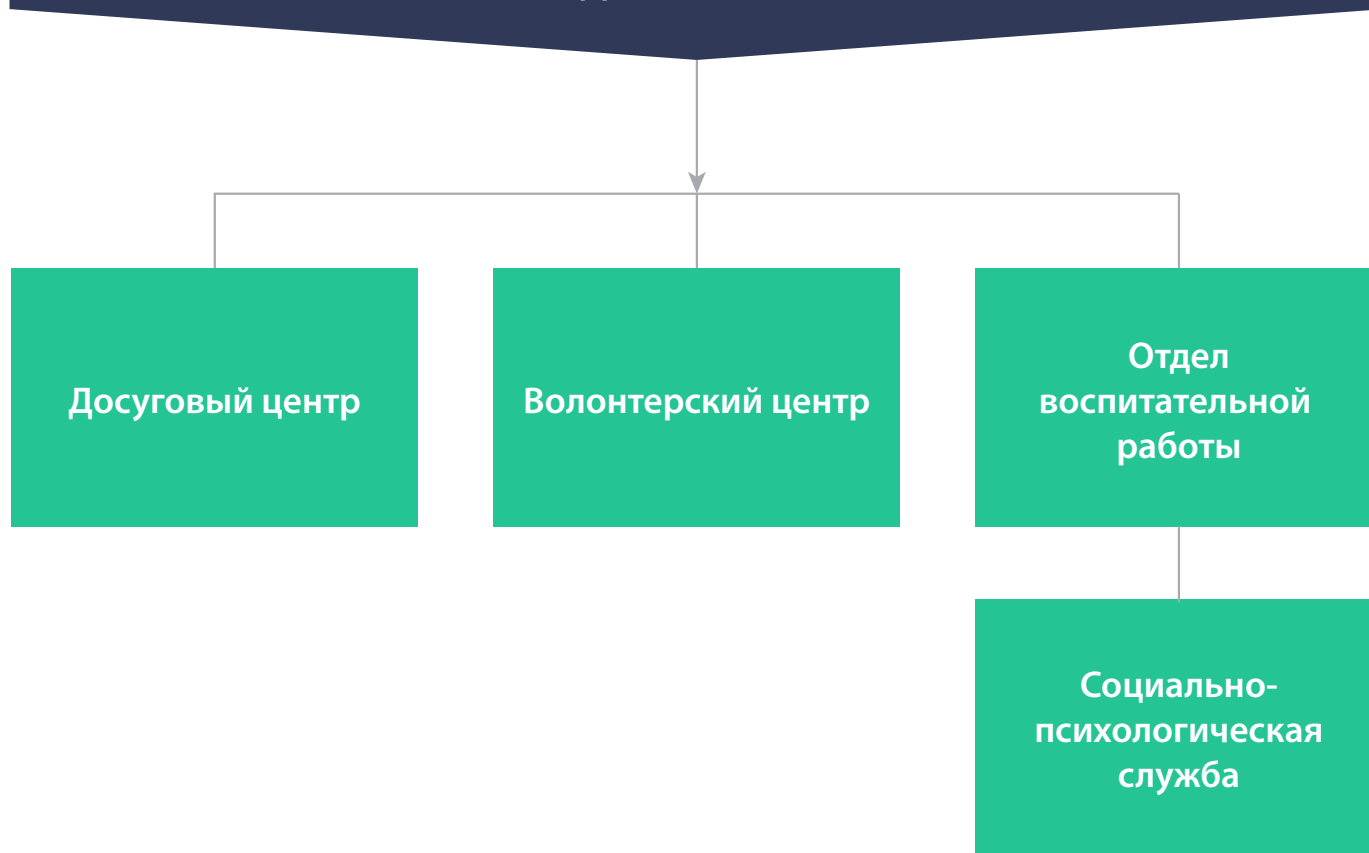 Досуговый центр
Волонтерский центр
Отдел
воспитательной
работы
Социально-
психологическая
служба